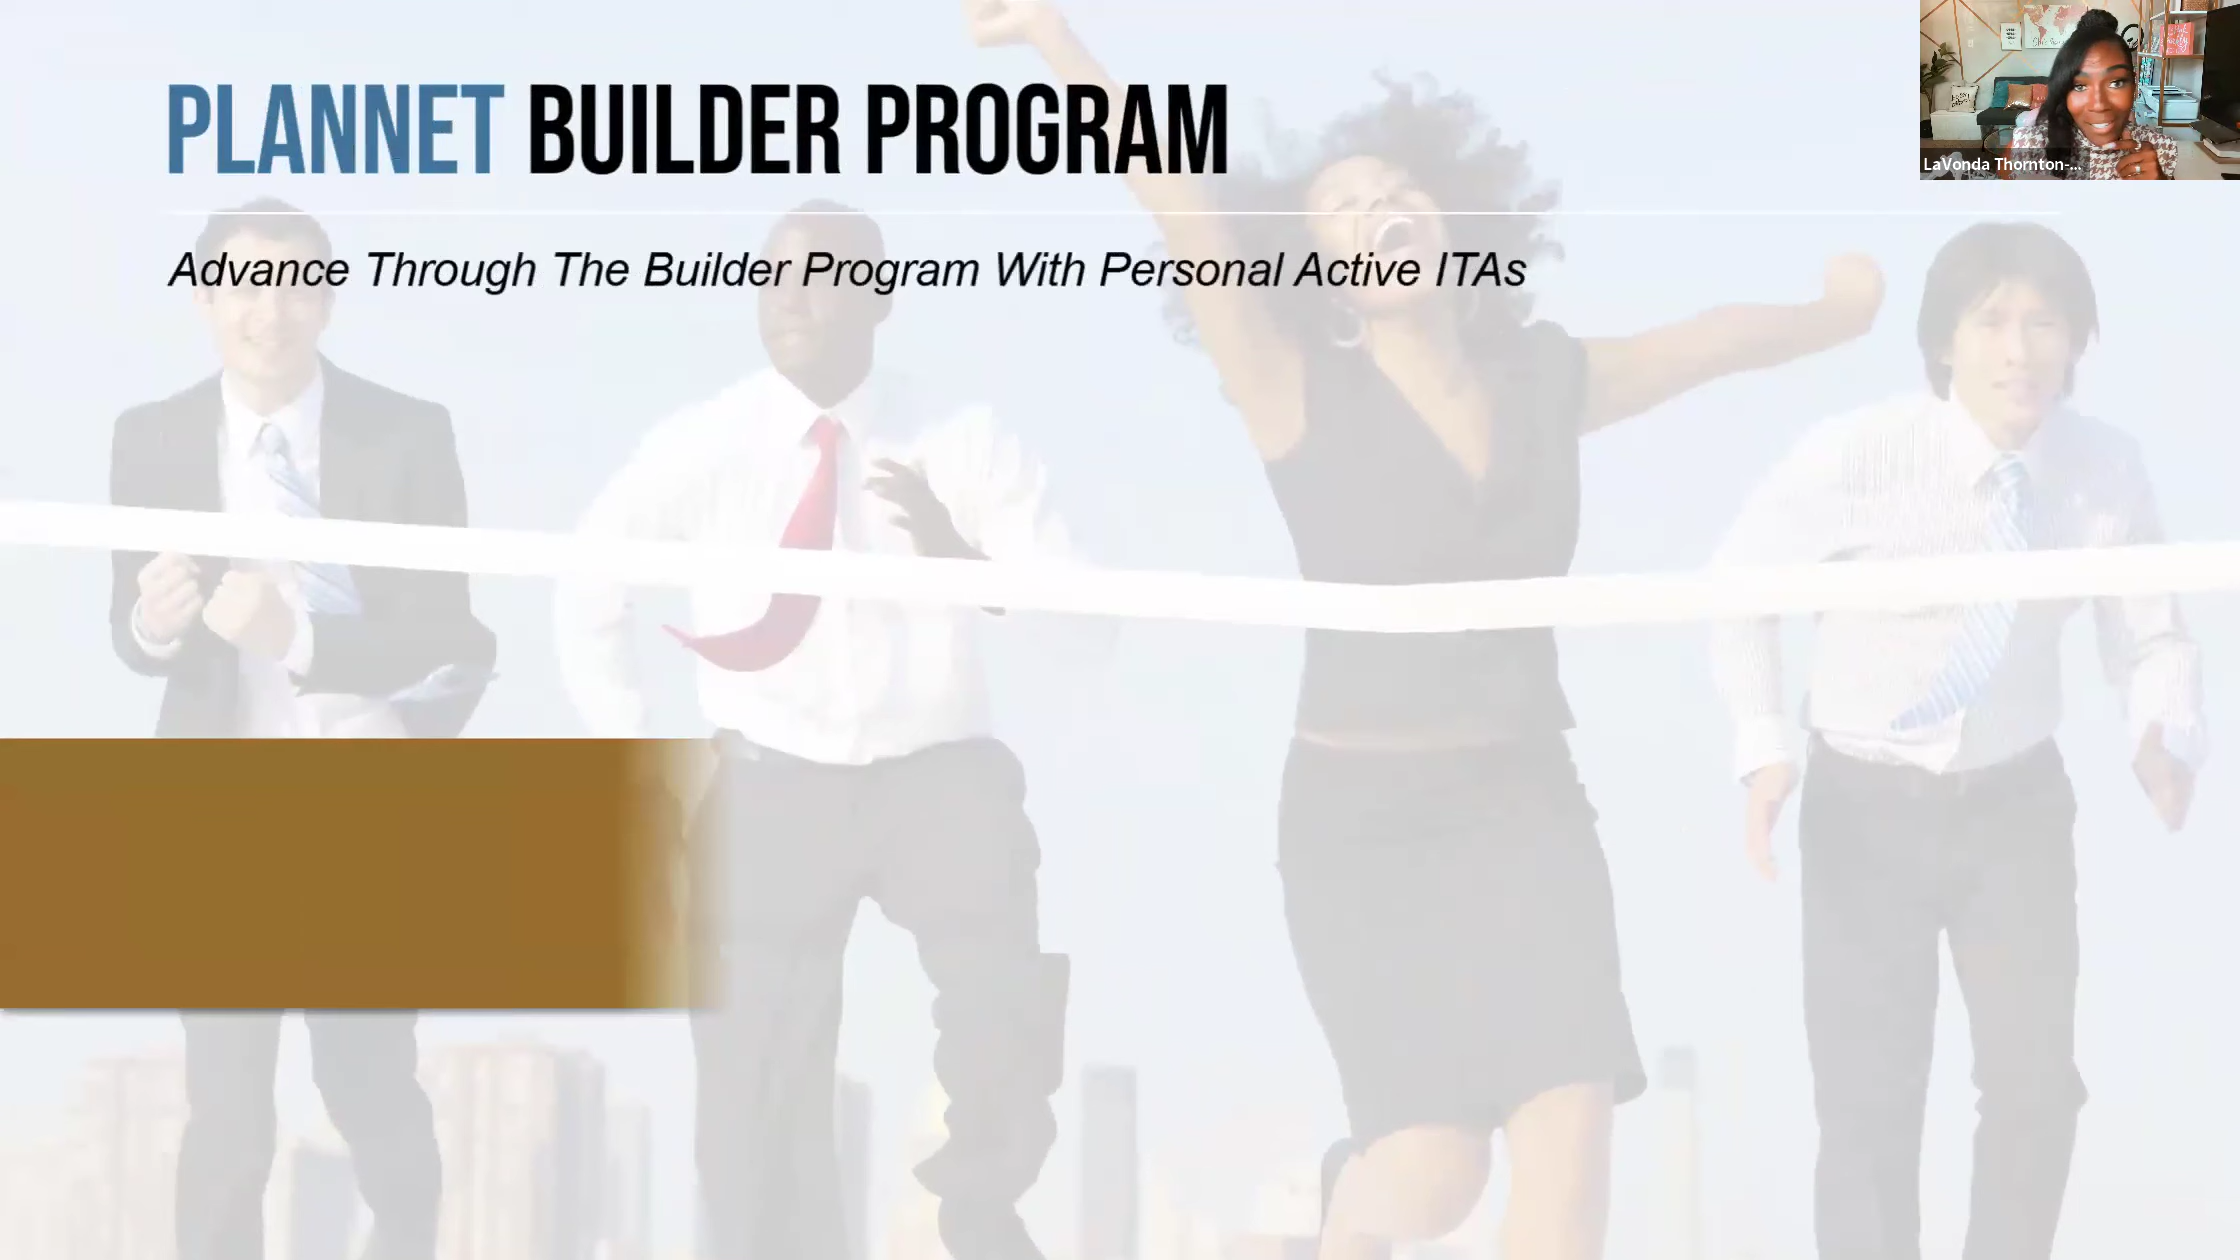 PLANNET BUILDER PROGRAM
LaVonda Thornton-...
Advance Through The Builder Program With Personal Active ITAs